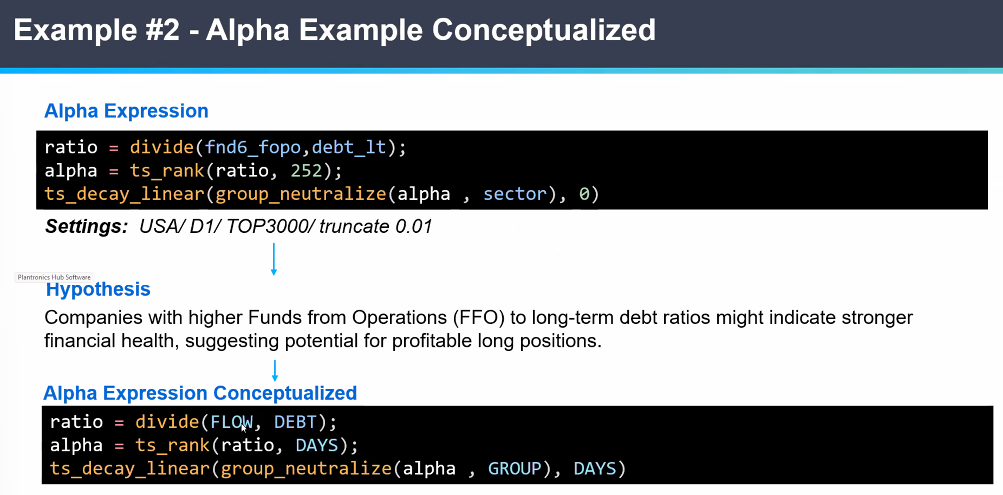 Example #2 - Alpha Example Conceptualized
Alpha Expression
ratio = divide(fnd6_fopo,debt_lt);
alpha = ts_rank(ratio, 252);
ts_decay_linear(group_neutralize(alpha , sector), 0)
Settings: USA/ D1/ TOP3000/ truncate 0.01
Plantronics Hub Software
Hypothesis
Companies with higher Funds from Operations (FFO) to long-term debt ratios might indicate stronger
financial health, suggesting potential for profitable long positions.
Alpha Expression Conceptualized
ratio = divide(FLOW, DEBT);
alpha = ts_rank(ratio, DAYS);
ts_decay_linear(group_neutralize(alpha , GROUP), DAYS)